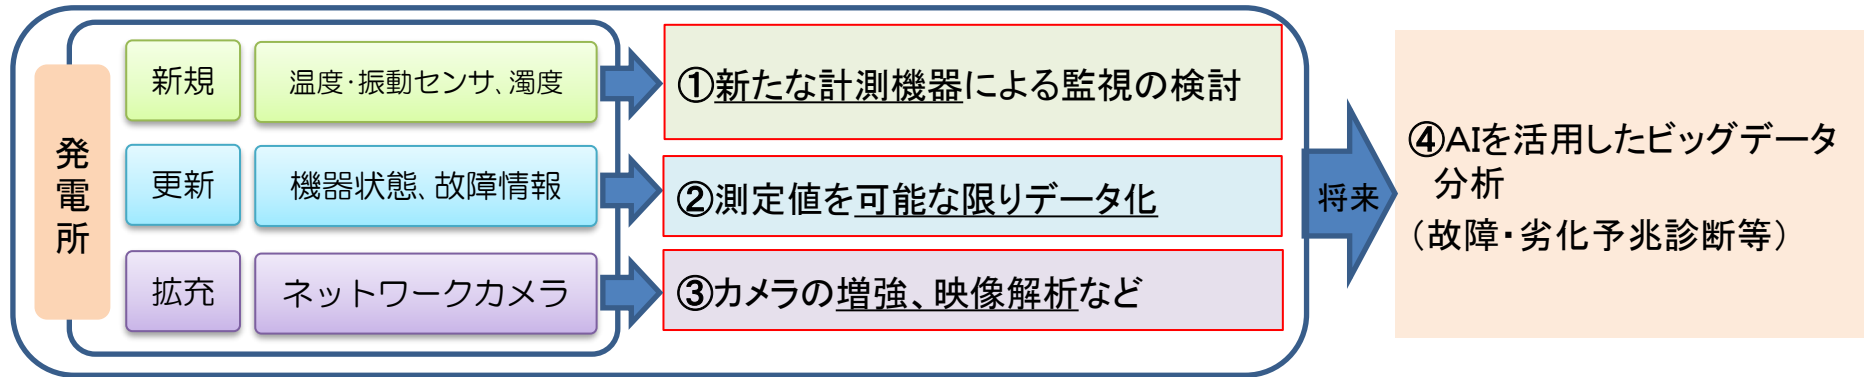 発電所
新規
温度・振動センサ、濁度
①新たな計測機器による監視の検討
更新
機器状態、故障情報
②測定値を可能な限りデータ化
拡充
ネットワークカメラ
③カメラの増強、映像解析など
将来
④AIを活用したビッグデータ
分析
（故障・劣化予兆診断等）